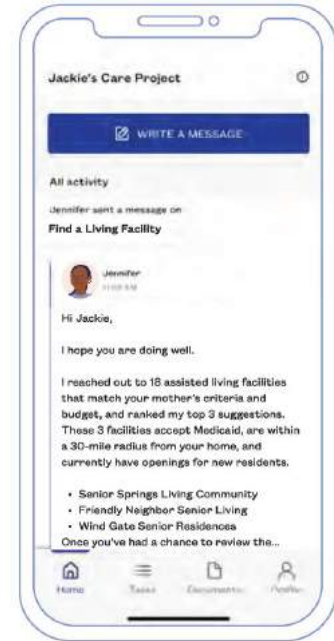 Jackie's Care Project
WRITE A MESSAGE
All activity
Jennifer sent a message on
Find a Living Facility
Jennifer
Hi Jackie,
I hope you are doing well.
I reached out to 18 assisted living facilities
that match your mother's criteria and
budget, and ranked my top 3 suggestions.
These 3 facilities accept Medicaid, are within
a 30-mile radius from your home, and
currently have openings for new residents.
• Senior Springs Living Community
• Friendly Neighbor Senior Living
• Wind Gate Senior Residences
Once you've had a chance to review the...
Home Tasks Documents Profile